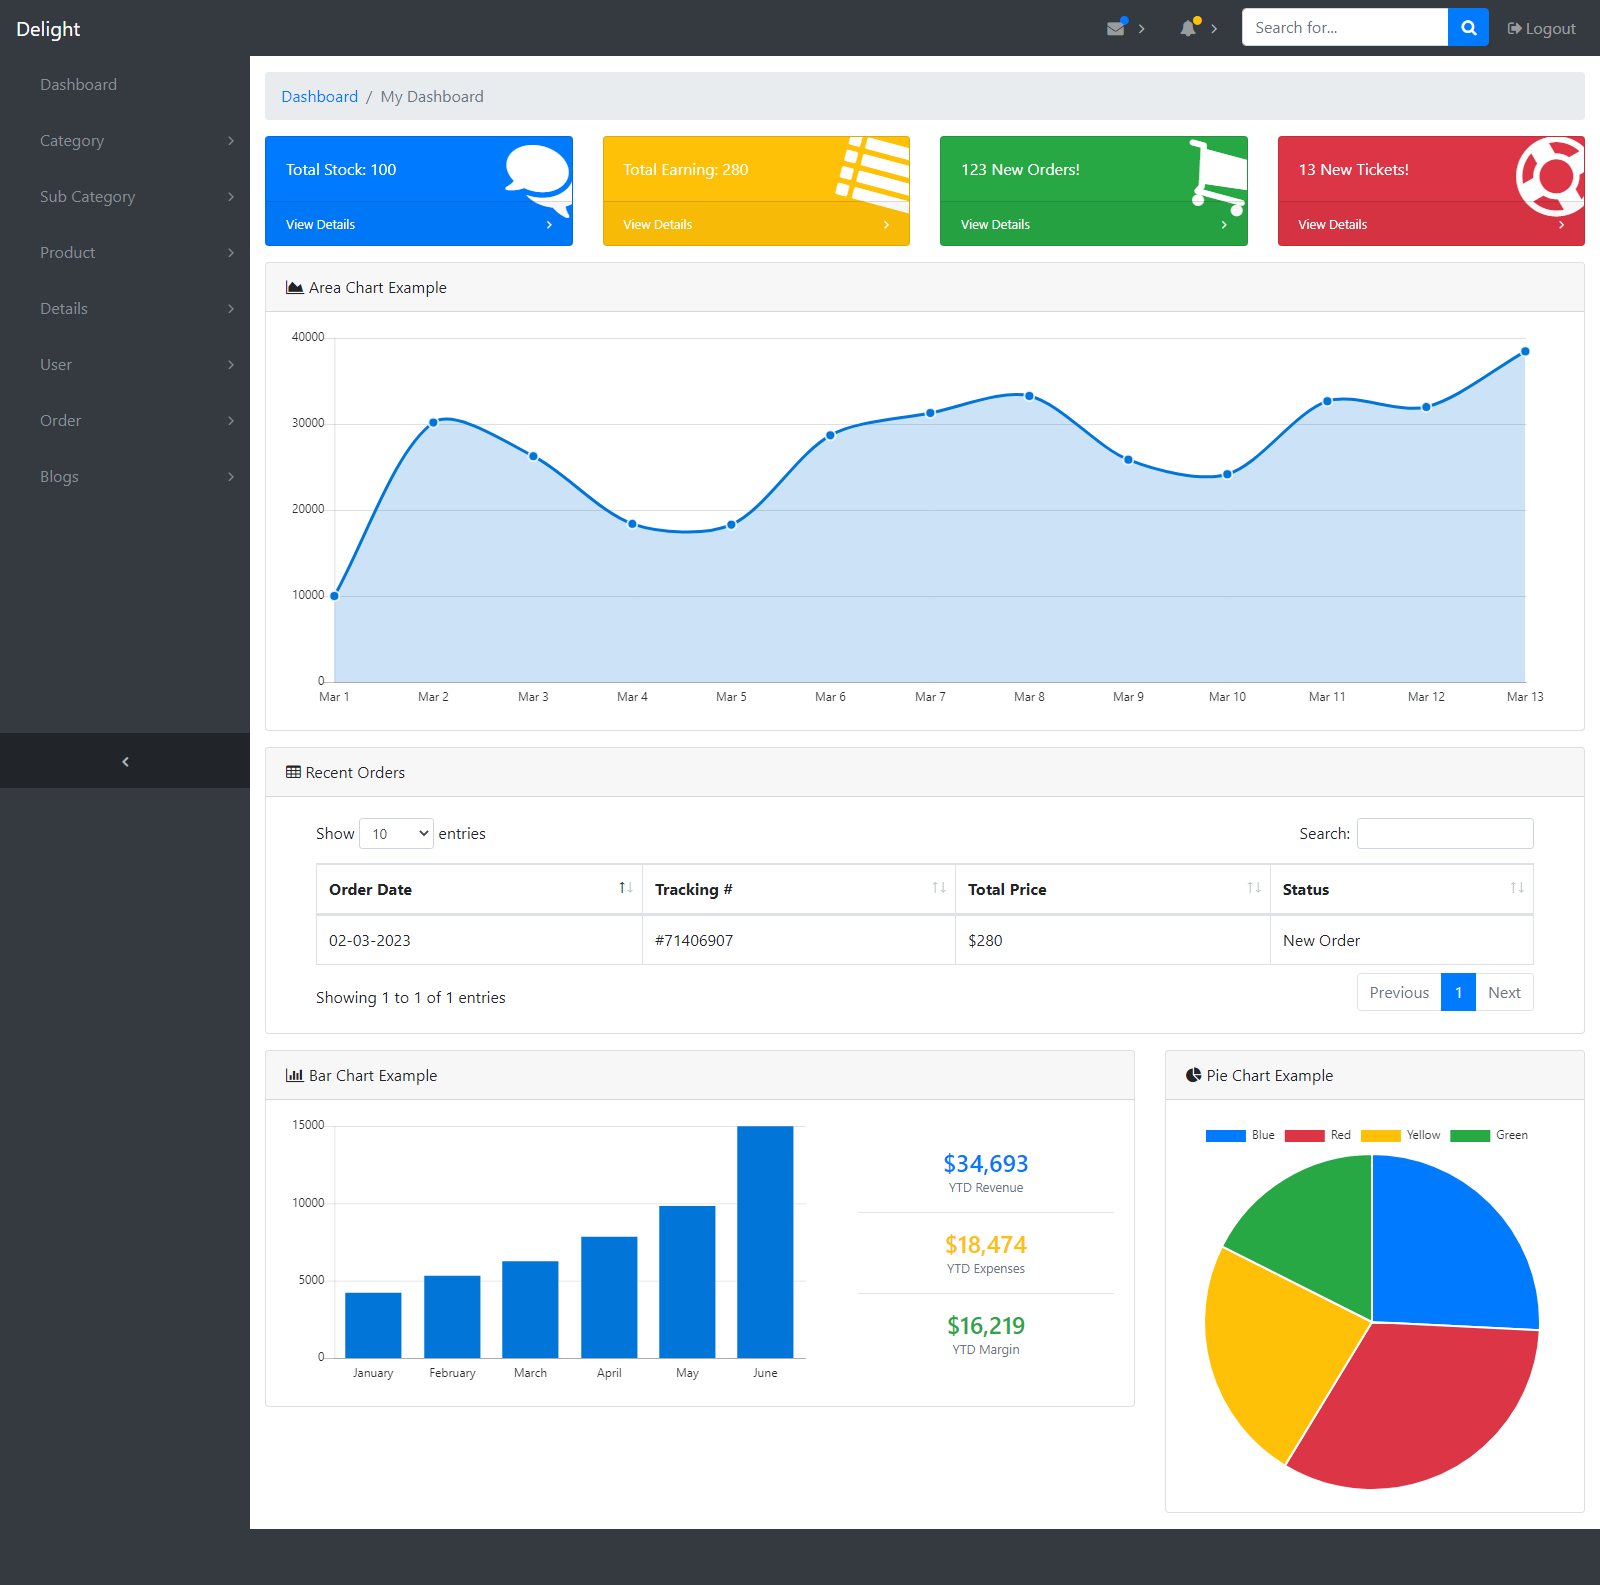 Delight
Search for...
Logout
Dashboard
Category
Sub Category
Product
Details
User
Order
Blogs
Dashboard / My Dashboard
Total Stock: 100
View Details
Total Earning: 280
View Details
123 New Orders!
View Details
13 New Tickets!
View Details
Area Chart Example
40000
30000
20000
10000
0
Mar 1 Mar 2 Mar 3 Mar 4 Mar 5 Mar 6 Mar 7 Mar 8 Mar 9 Mar 10 Mar 11 Mar 12 Mar 13
Recent Orders
Show 10 entries
Search:
Order Date Tracking # Total Price Status
02-03-2023 #71406907 $280 New Order
Showing 1 to 1 of 1 entries
Previous 1 Next
Bar Chart Example
15000
10000
5000
0
January February March April May June
$34,693
YTD Revenue
$18,474
YTD Expenses
$16,219
YTD Margin
Pie Chart Example
Blue Red Yellow Green